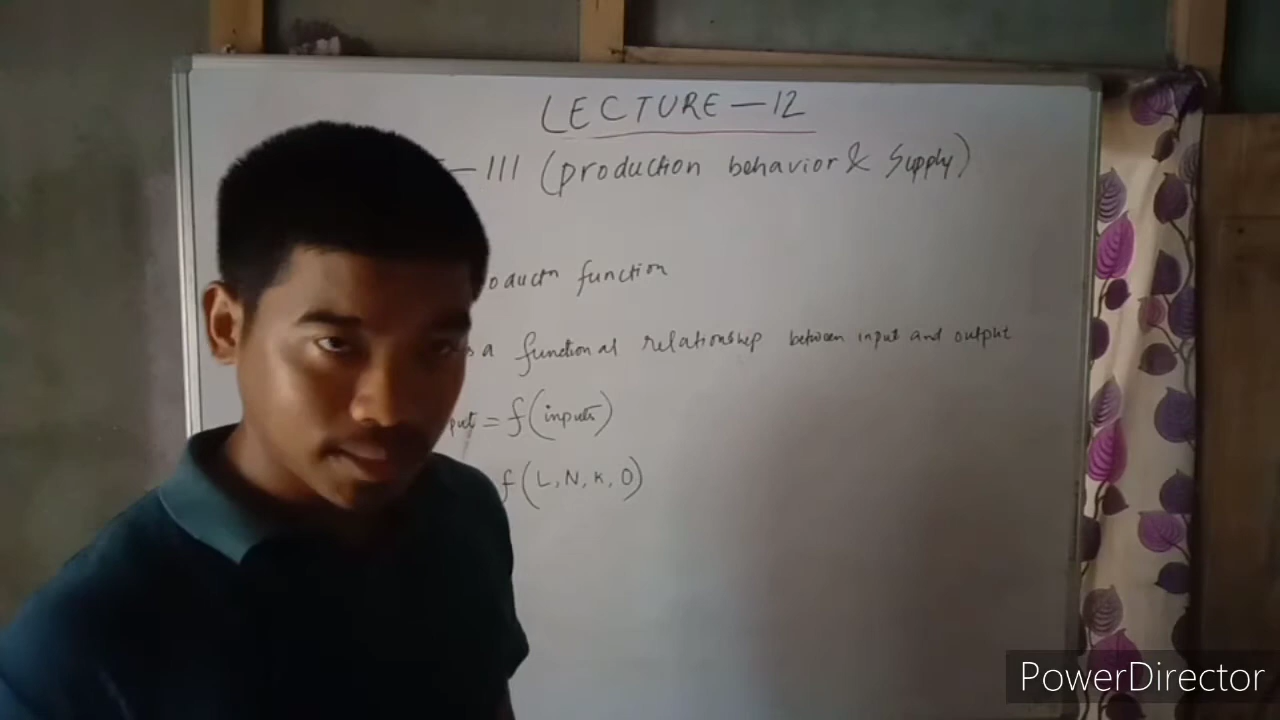 LECTURE - 12
- III (production behavior & Supply)
function
a functional relationship between input and output
= f(inputs)
f(L, N, K, O)
PowerDirector